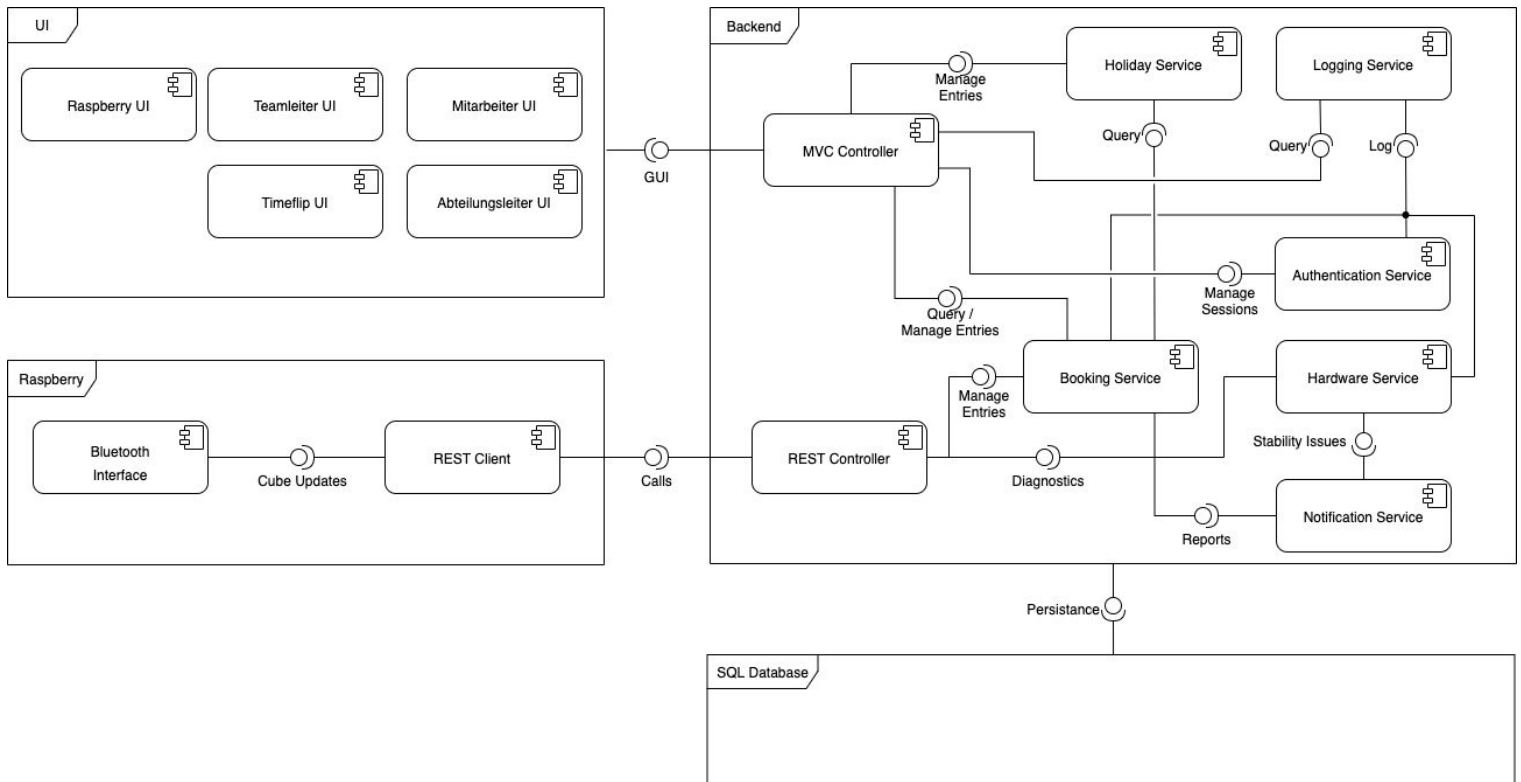 UI
Raspberry UI
Teamleiter UI
Mitarbeiter UI
Timeflip UI
Abteilungsleiter UI
GUI
Raspberry
Bluetooth
Interface
Cube Updates
REST Client
Calls
Backend
Manage
Entries
Holiday Service
Logging Service
MVC Controller
Query
Query
Log
Authentication Service
Manage
Sessions
Query /
Manage Entries
Booking Service
Hardware Service
Manage
Entries
Stability Issues
REST Controller
Diagnostics
Notification Service
Reports
Persistance
SQL Database